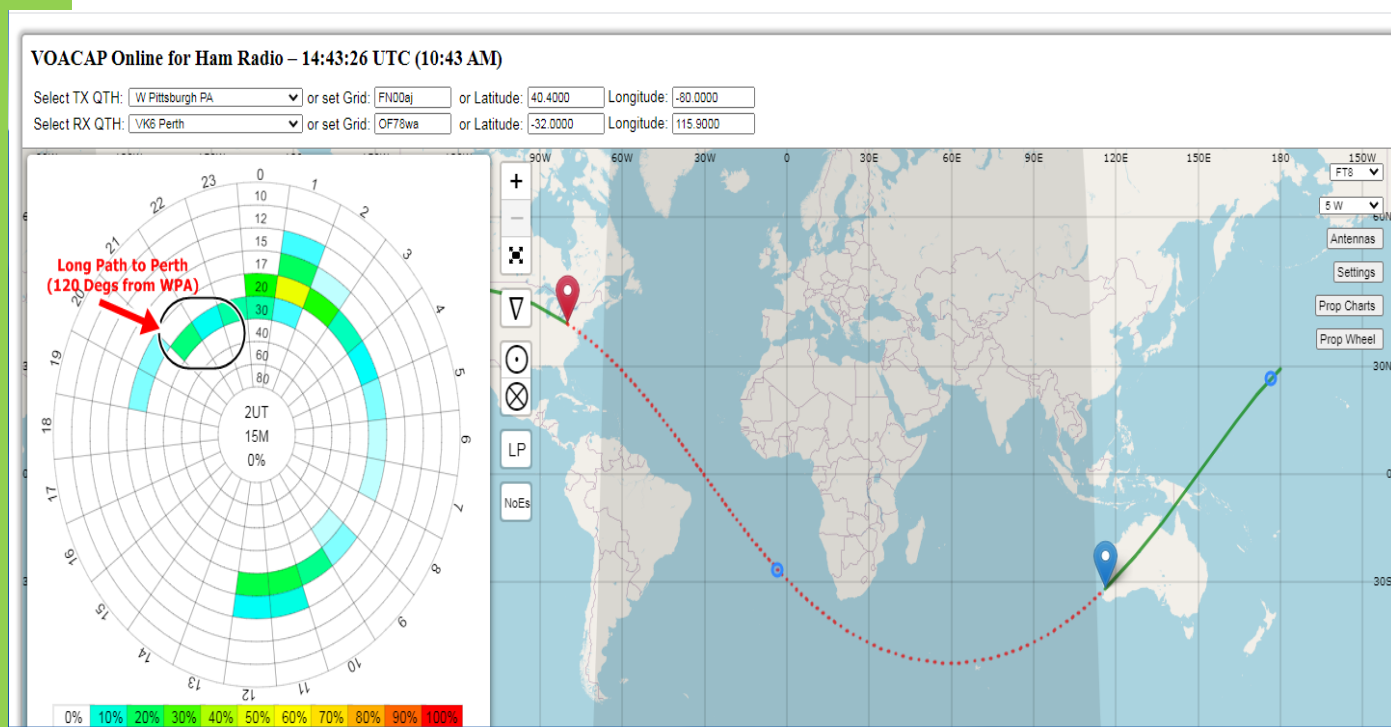 VOACAP Online for Ham Radio – 14:43:26 UTC (10:43 AM)
Select TX QTH: W Pittsburgh PA or set Grid: FN00aj or Latitude: 40.4000 Longitude: -80.0000
Select RX QTH: VK6 Perth or set Grid: OF78wa or Latitude: -32.0000 Longitude: 115.9000
90W 60W 30W 0 30E 60E 90E 120E 150E 180 150W
FT8
5 W
60N
Antennas
Settings
Prop Charts
Prop Wheel
30N
0
30S
+
−
LP
NoEs
Long Path to Perth
(120 Degs from WPA)
0
1
2
3
4
5
6
7
8
9
10
11
12
13
14
15
16
17
18
19
20
21
22
23
10
12
15
17
20
30
40
60
80
2UT
15M
0%
0% 10% 20% 30% 40% 50% 60% 70% 80% 90% 100%